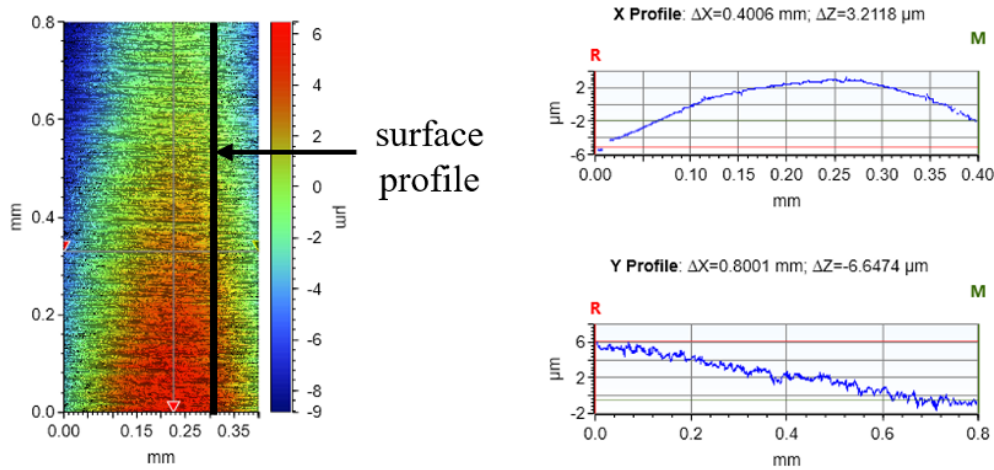 0.8
0.6
0.4
0.2
0.0
mm
0.00
0.25
0.35
mm
6
4
2
0
-2
-4
-6
-8
-9
µm
surface
profile
X Profile: ΔX=0.4006 mm; ΔZ=3.2118 µm
R
M
2
-2
-6
µm
0.00
0.05
0.10
0.15
0.20
0.25
0.30
0.35
0.40
mm
Y Profile: ΔX=0.8001 mm; ΔZ=-6.6474 µm
R
M
6
2
-2
µm
0.0
0.2
0.4
0.6
0.8
mm